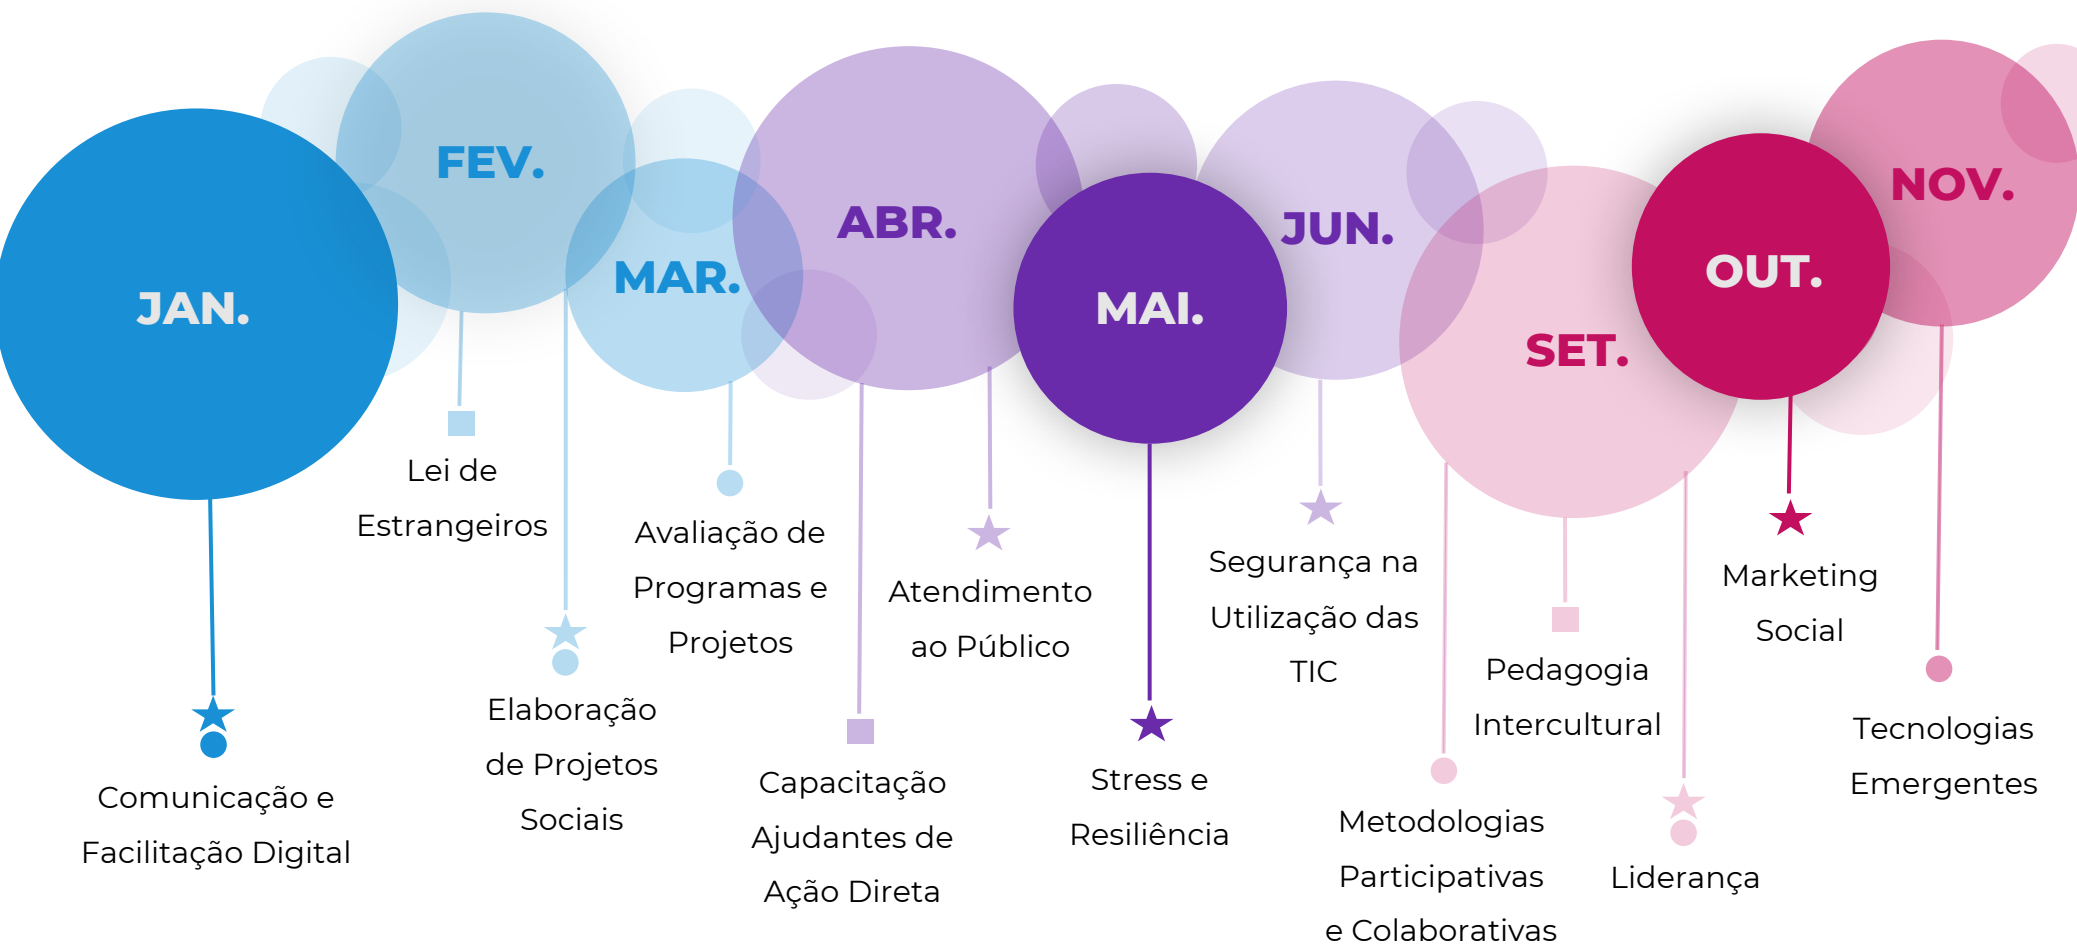 JAN.
FEV.
MAR.
ABR.
MAI.
JUN.
SET.
OUT.
NOV.
Comunicação e
Facilitação Digital
Lei de
Estrangeiros
Elaboração
de Projetos
Sociais
Avaliação de
Programas e
Projetos
Capacitação
Ajudantes de
Ação Direta
Atendimento
ao Público
Stress e
Resiliência
Segurança na
Utilização das
TIC
Metodologias
Participativas
e Colaborativas
Pedagogia
Intercultural
Liderança
Marketing
Social
Tecnologias
Emergentes